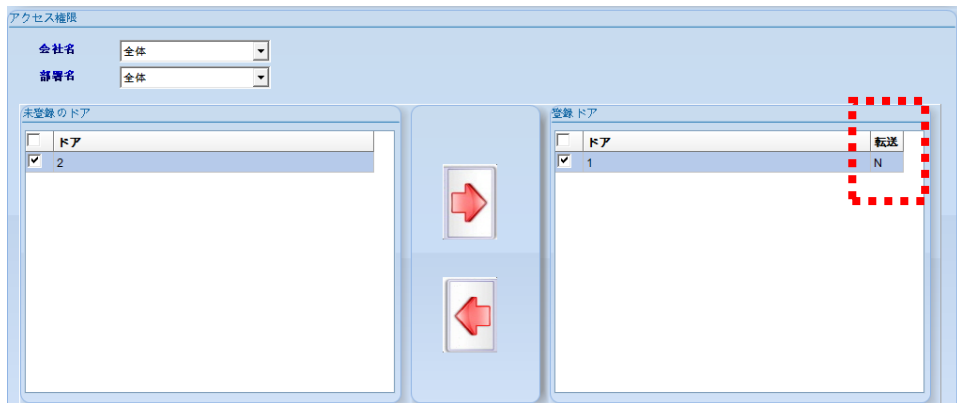 アクセス権限
会社名 全体
部署名 全体
未登録のドア
ドア
2
登録 ドア
ドア 転送
1 N